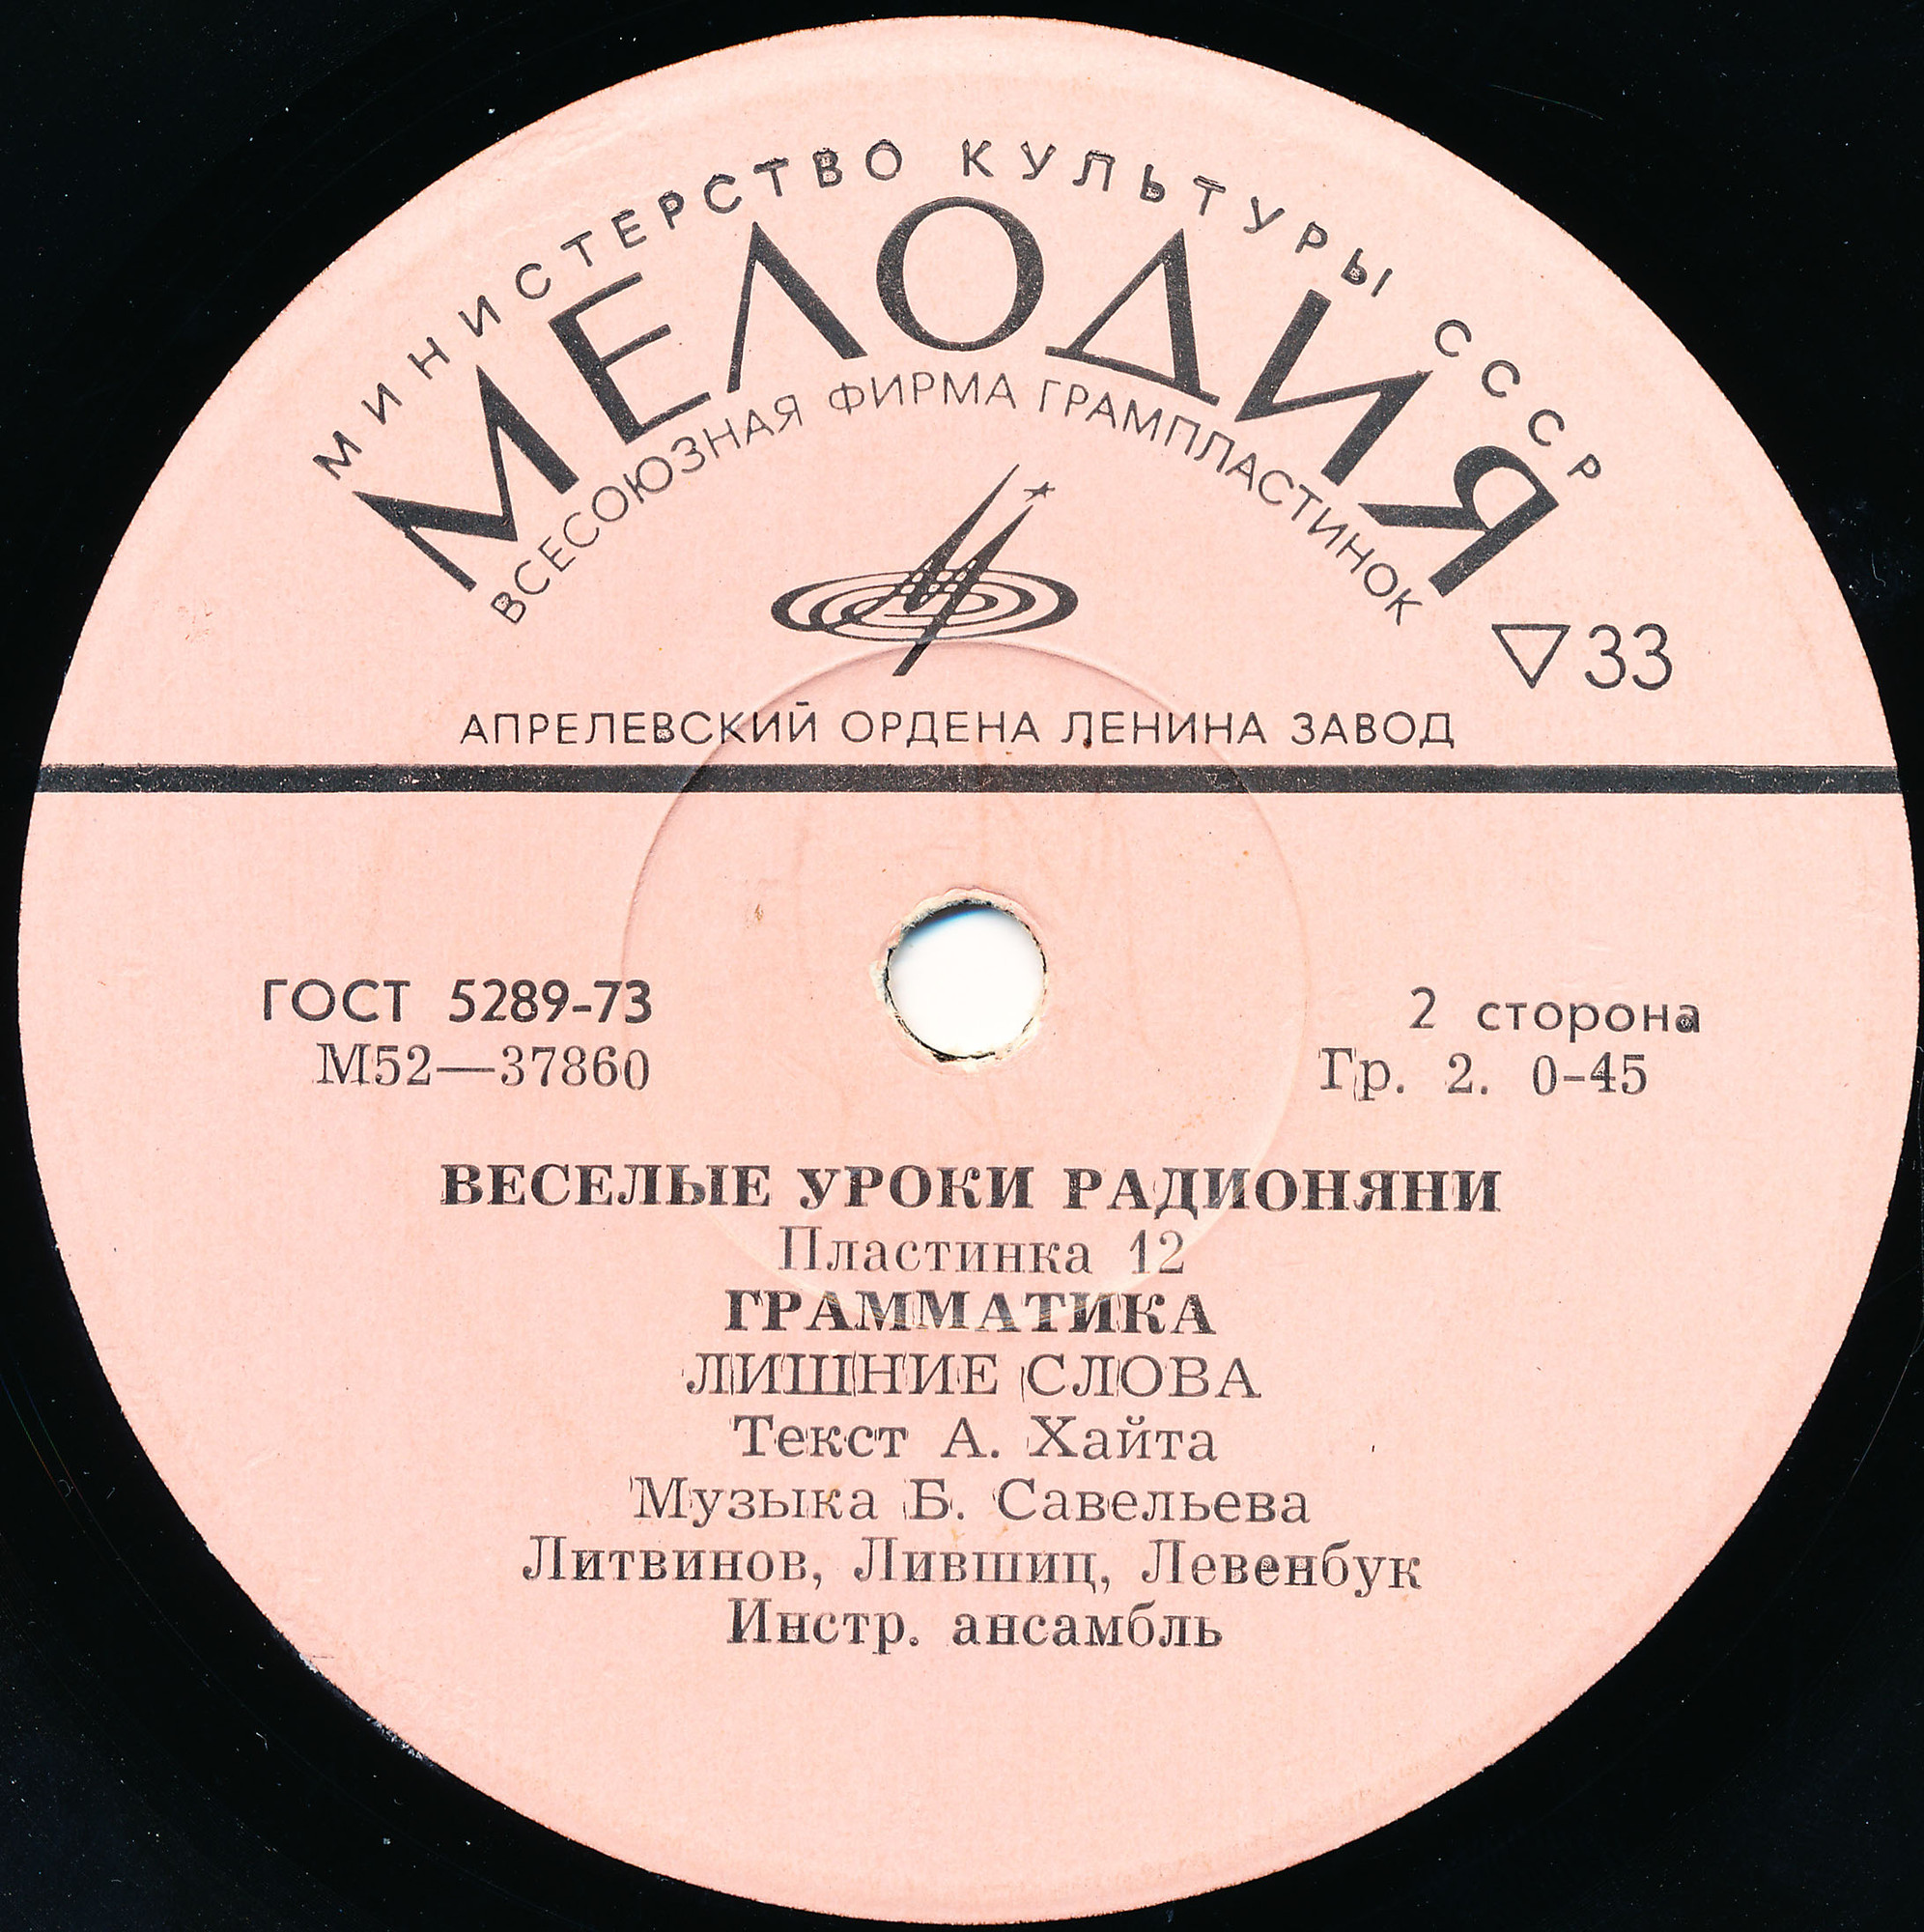 МИНИСТЕРСТВО КУЛЬТУРЫ СССР
МЕЛОДИЯ
ВСЕСОЮЗНАЯ ФИРМА ГРАМПЛАСТИНОК
33
АПРЕЛЕВСКИЙ ОРДЕНА ЛЕНИНА ЗАВОД
ГОСТ 5289-73
М52—37860
2 сторона
Гр. 2. 0-45
ВЕСЕЛЫЕ УРОКИ РАДИОНЯНИ
Пластинка 12
ГРАММАТИКА
ЛИШНИЕ СЛОВА
Текст А. Хайта
Музыка Б. Савельева
Литвинов, Лившиц, Левенбук
Инстр. ансамбль